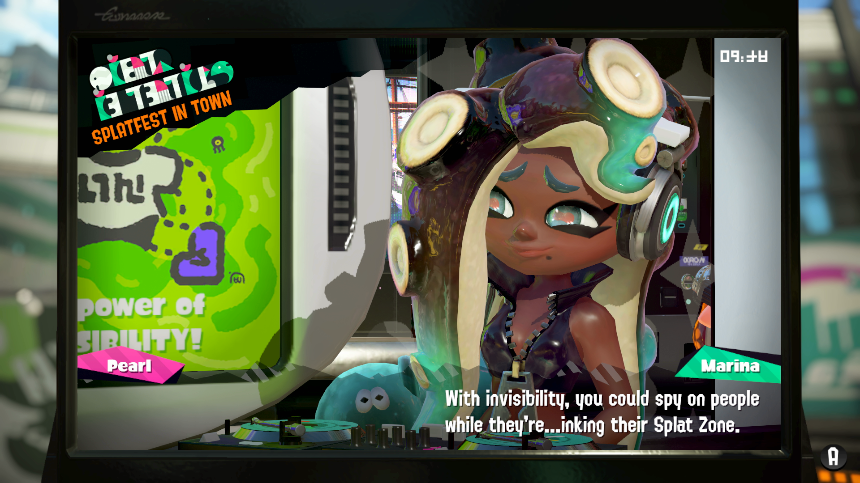 SPLATFEST IN TOWN
power of
Pearl
Marina
With invisibility, you could spy on people
while they're...inking their Splat Zone.
A